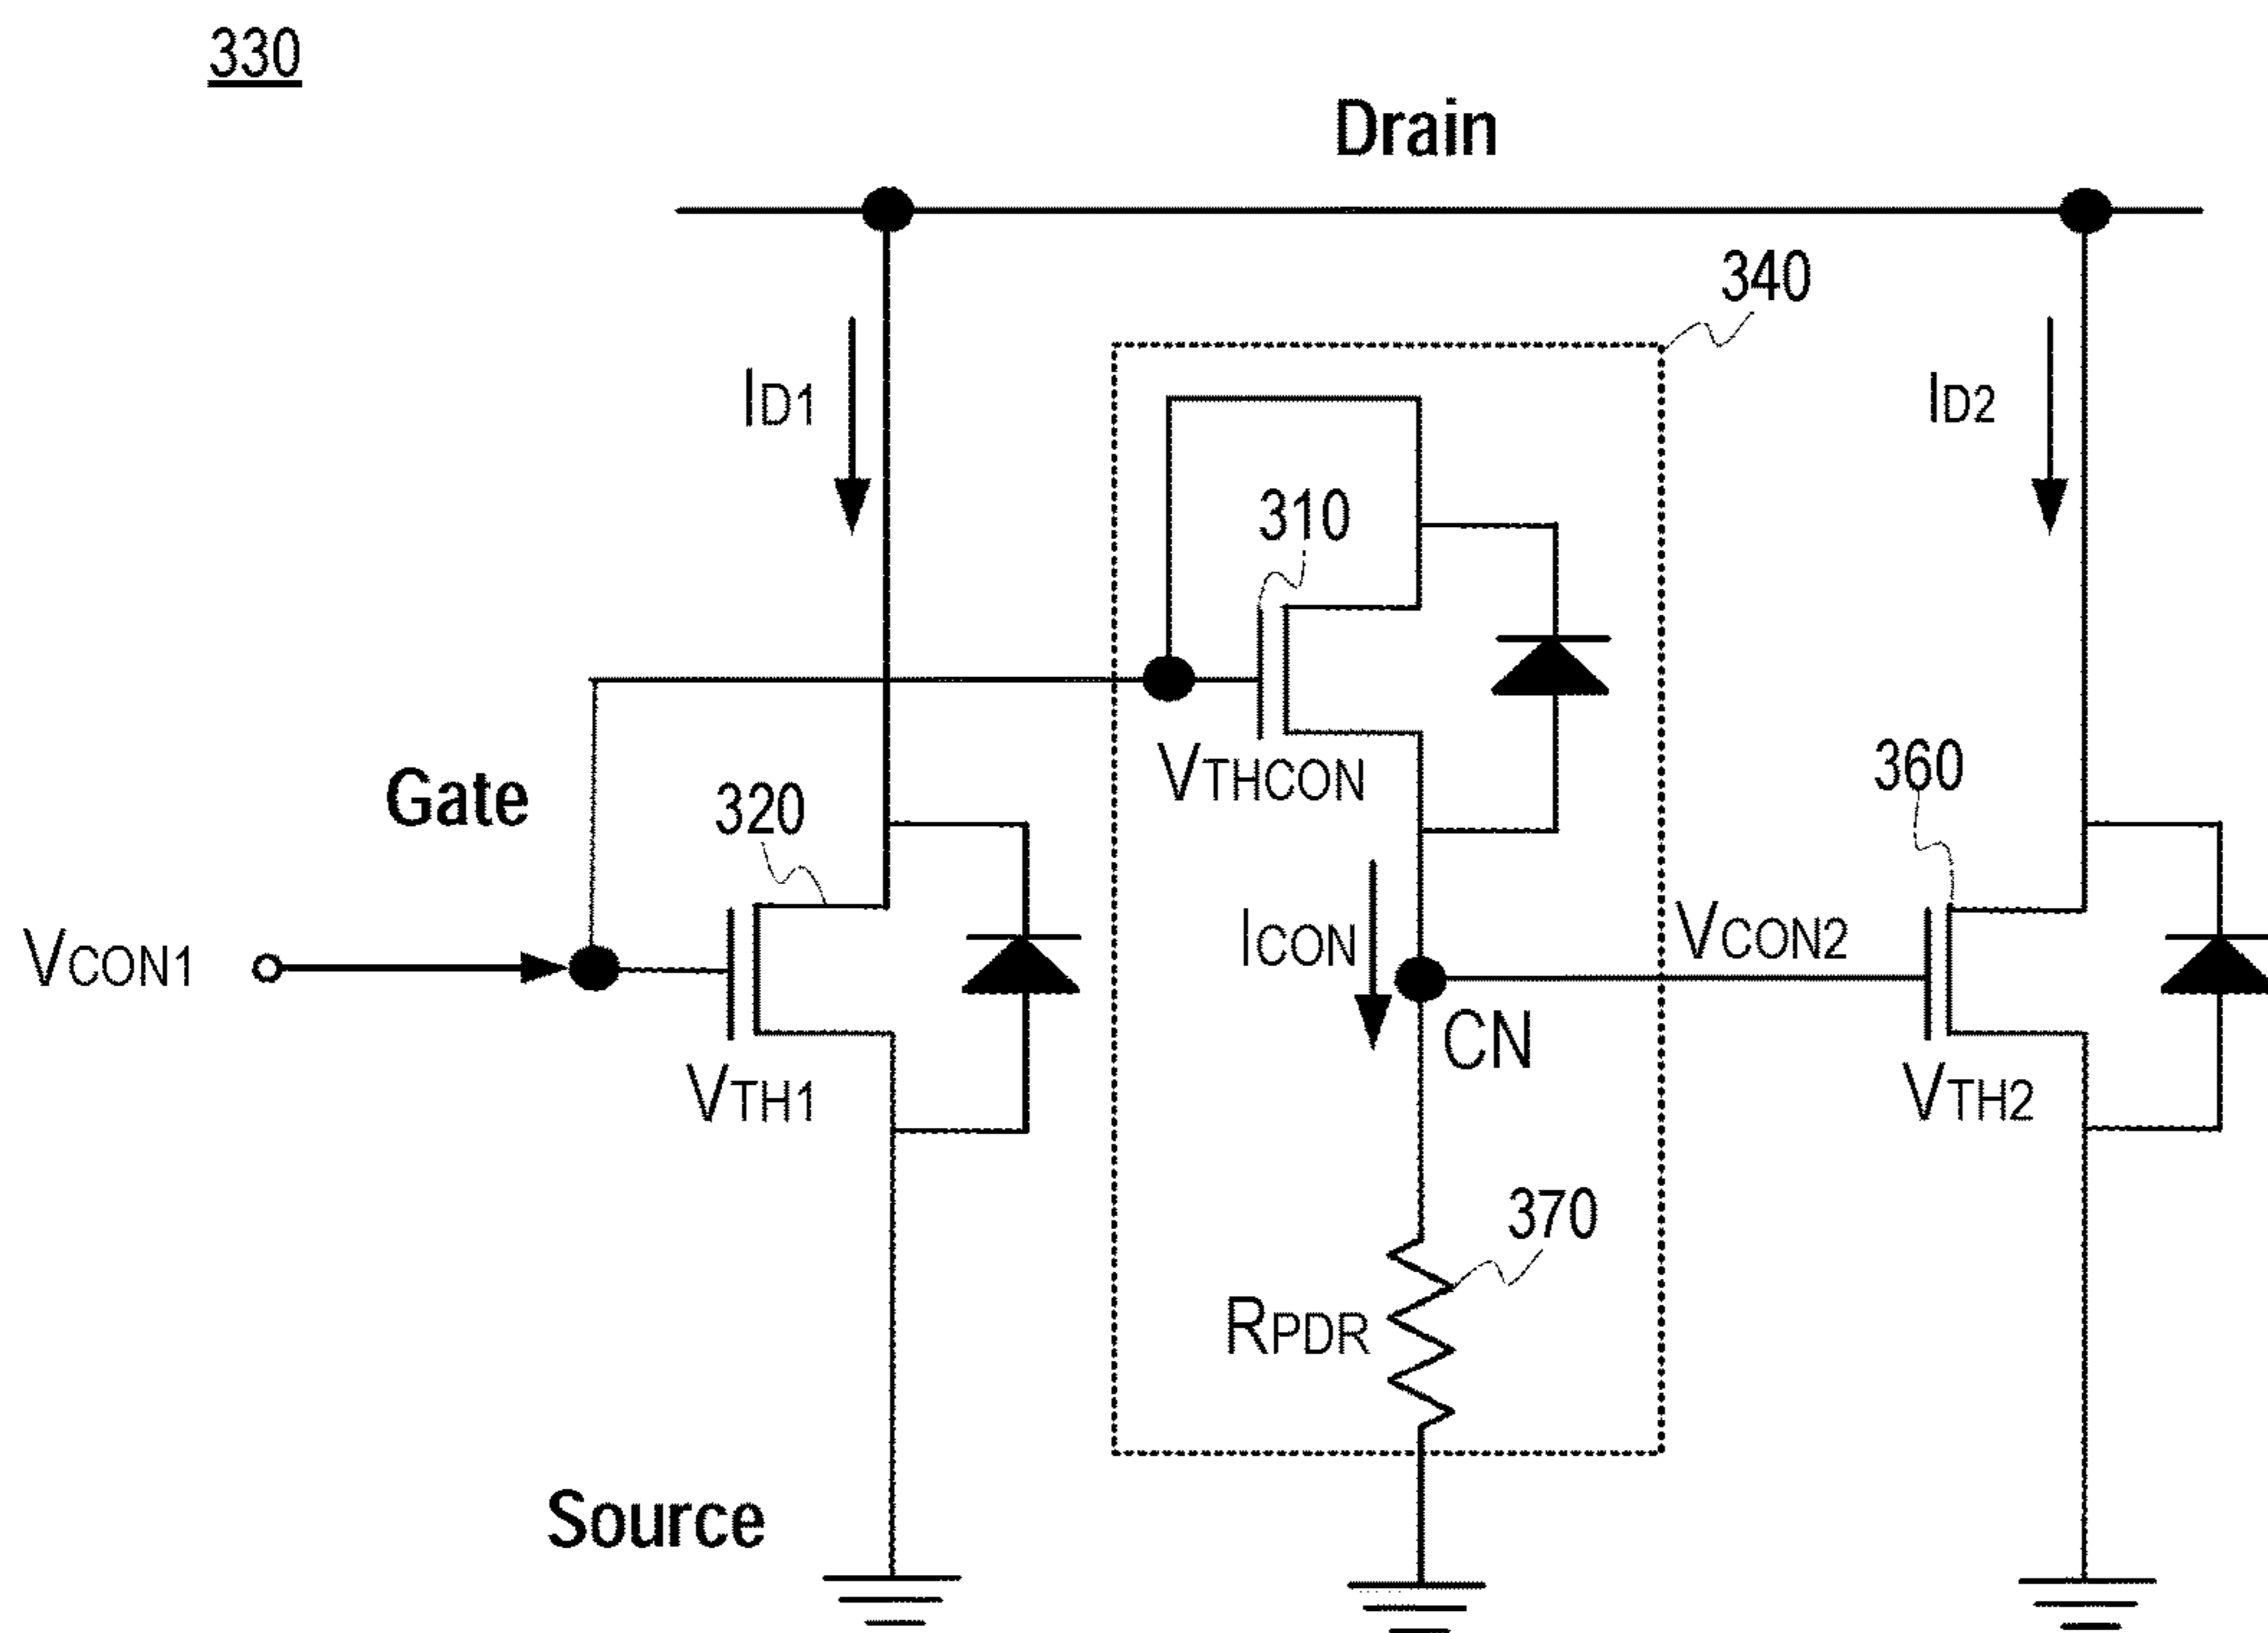 330
Drain
340
ID1
ID2
310
VTHCON
360
Gate
320
VCON1
ICON
VCON2
CN
VTH1
VTH2
370
RPDR
Source